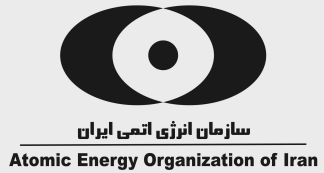 سازمان انرژی اتمی ایران
Atomic Energy Organization of Iran